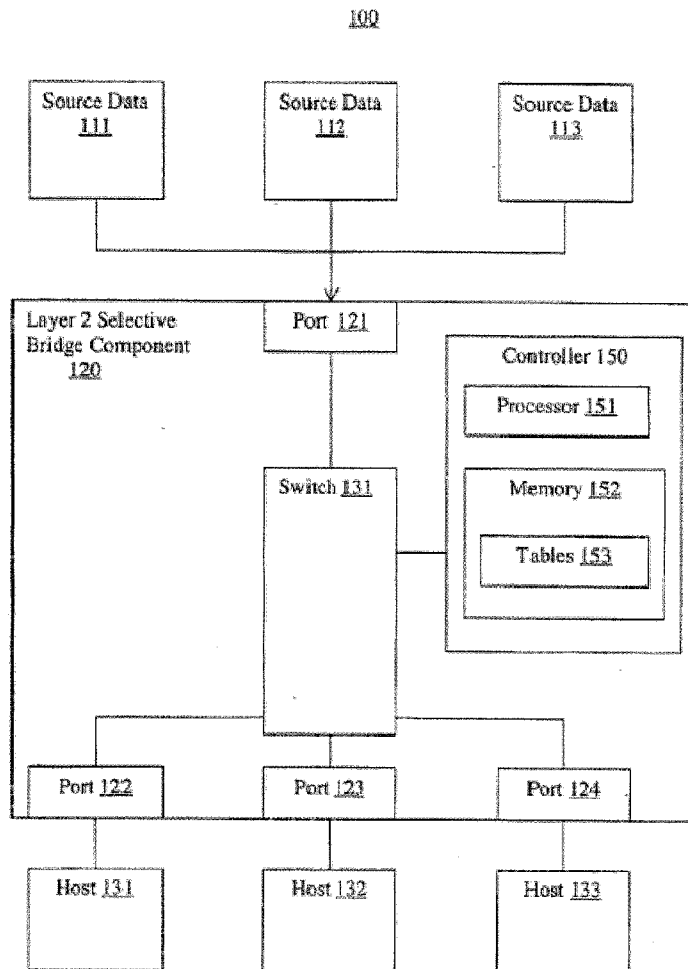 100
Source Data
111
Source Data
112
Source Data
113
Layer 2 Selective
Bridge Component
120
Port 121
Controller 150
Processor 151
Switch 131
Memory 152
Tables 153
Port 122
Port 123
Port 124
Host 131
Host 132
Host 133